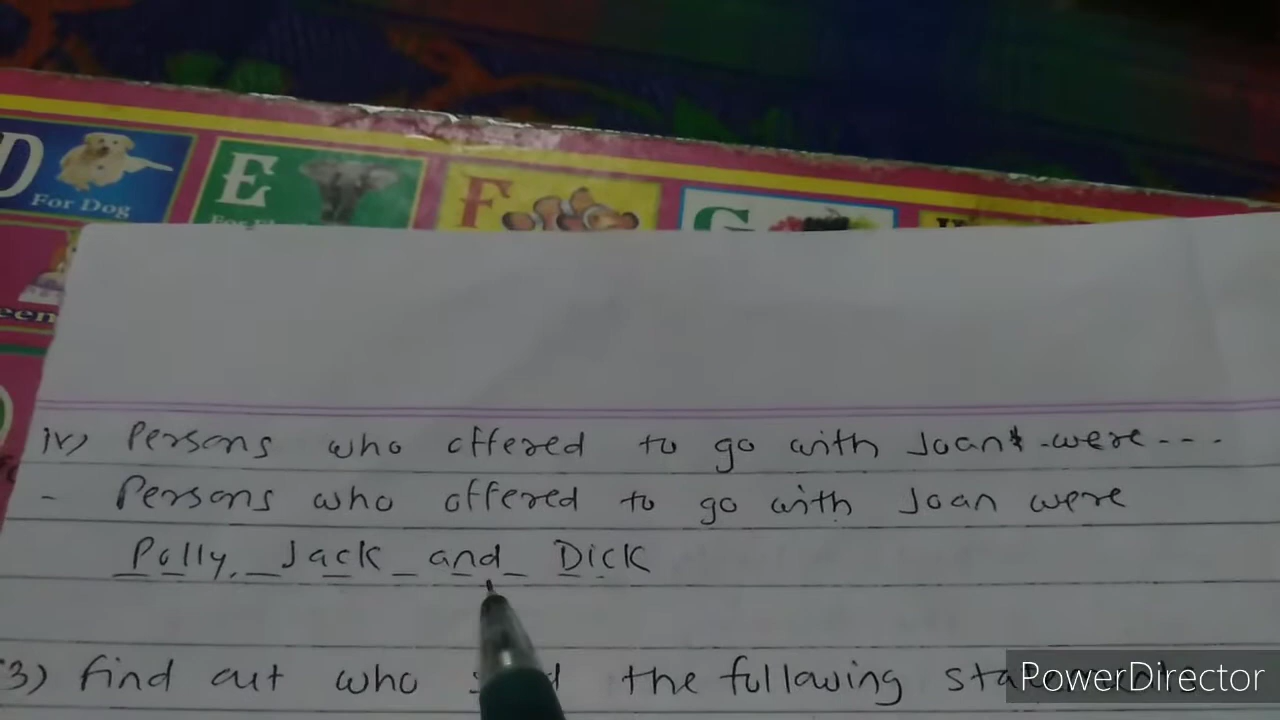 D E F G
For Dog
een
iv) Persons who offered to go with Joan were ---
- Persons who offered to go with Joan were
Polly, Jack and Dick
3) find out who the following
PowerDirector